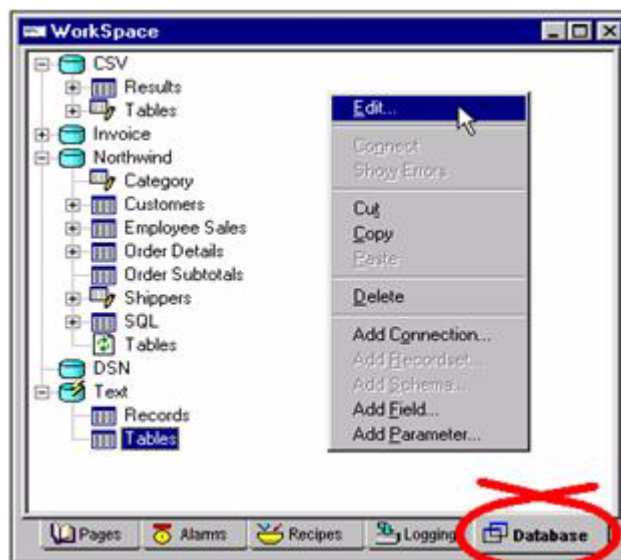 WorkSpace
CSV
Results
Tables
Invoice
Northwind
Category
Customers
Employee Sales
Order Details
Order Subtotals
Shippers
SQL
Tables
DSN
Text
Records
Tables
Edit...
Connect
Show Errors
Cut
Copy
Paste
Delete
Add Connection...
Add Recordset...
Add Schema...
Add Field...
Add Parameter...
Pages Alarms Recipes Logging Database